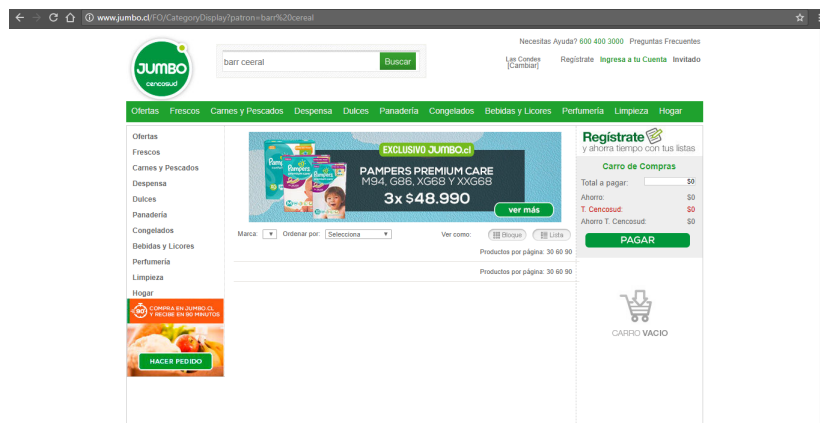 www.jumbo.cl/FO/CategoryDisplay?patron=barr%20cereal
Necesitas Ayuda? 600 400 3000 Preguntas Frecuentes
JUMBO
cencosud
barr ceeral
Buscar
Las Condes
[Cambiar]
Regístrate Ingresa a tu Cuenta Invitado
Ofertas Frescos Carnes y Pescados Despensa Dulces Panadería Congelados Bebidas y Licores Perfumería Limpieza Hogar
Ofertas
Frescos
Carnes y Pescados
Despensa
Dulces
Panadería
Congelados
Bebidas y Licores
Perfumería
Limpieza
Hogar
COMPRA EN JUMBO.CL
Y RECIBE EN 90 MINUTOS
90
HACER PEDIDO
EXCLUSIVO JUMBO.cl
PAMPERS PREMIUM CARE
M94, G86, XG68 Y XXG68
3x $48.990
ver más
Pampers
Marca: Ordenar por: Selecciona Ver como: Bloque Lista
Productos por página: 30 60 90
Productos por página: 30 60 90
Regístrate
y ahorra tiempo con tus listas
Carro de Compras
Total a pagar: $0
Ahorro: $0
T. Cencosud: $0
Ahorro T. Cencosud: $0
PAGAR
CARRO VACIO